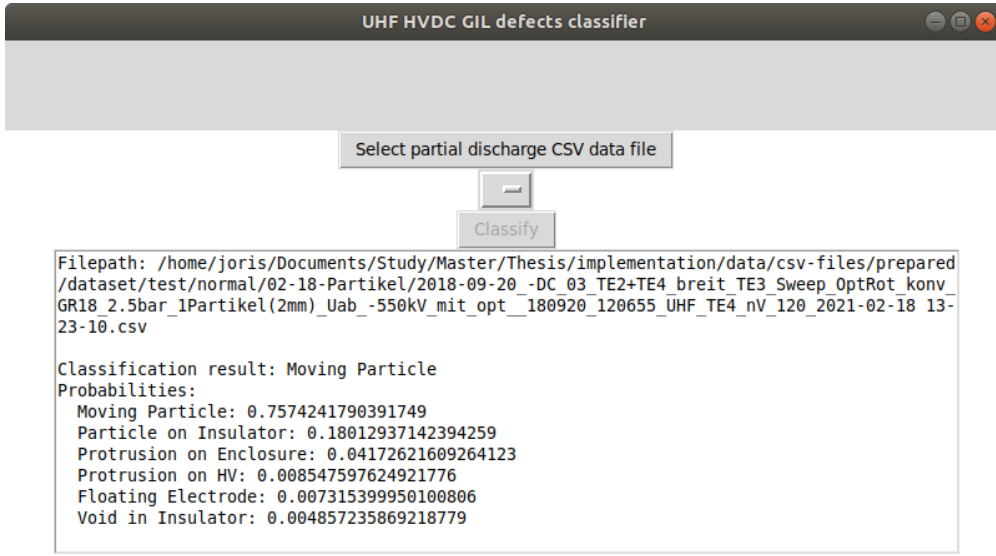 UHF HVDC GIL defects classifier
Select partial discharge CSV data file
Classify
Filepath: /home/joris/Documents/Study/Master/Thesis/implementation/data/csv-files/prepared
/dataset/test/normal/02-18-Partikel/2018-09-20_-DC_03_TE2+TE4_breit_TE3_Sweep_OptRot_konv_
GR18_2.5bar_1Partikel(2mm)_Uab_-550kV_mit_opt__180920_120655_UHF_TE4_nV_120_2021-02-18 13-
23-10.csv
Classification result: Moving Particle
Probabilities:
Moving Particle: 0.7574241790391749
Particle on Insulator: 0.18012937142394259
Protrusion on Enclosure: 0.04172621609264123
Protrusion on HV: 0.008547597624921776
Floating Electrode: 0.007315399950100806
Void in Insulator: 0.004857235869218779